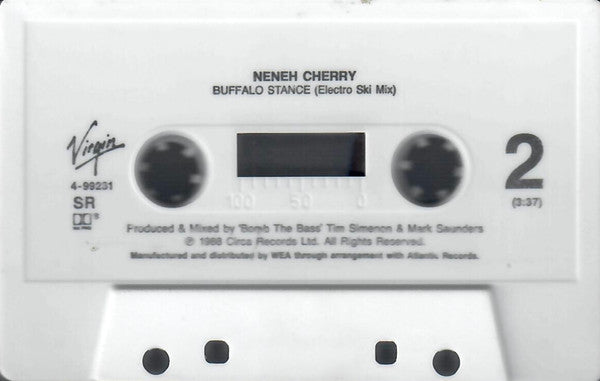 NENEH CHERRY
BUFFALO STANCE (Electro Ski Mix)
Virgin
4-99231
SR
2
(3:37)
100 50 0
Produced & Mixed by 'Bomb The Bass' Tim Simenon & Mark Saunders
℗ 1988 Circa Records Ltd. All Rights Reserved.
Manufactured and distributed by WEA through arrangement with Atlantic Records.